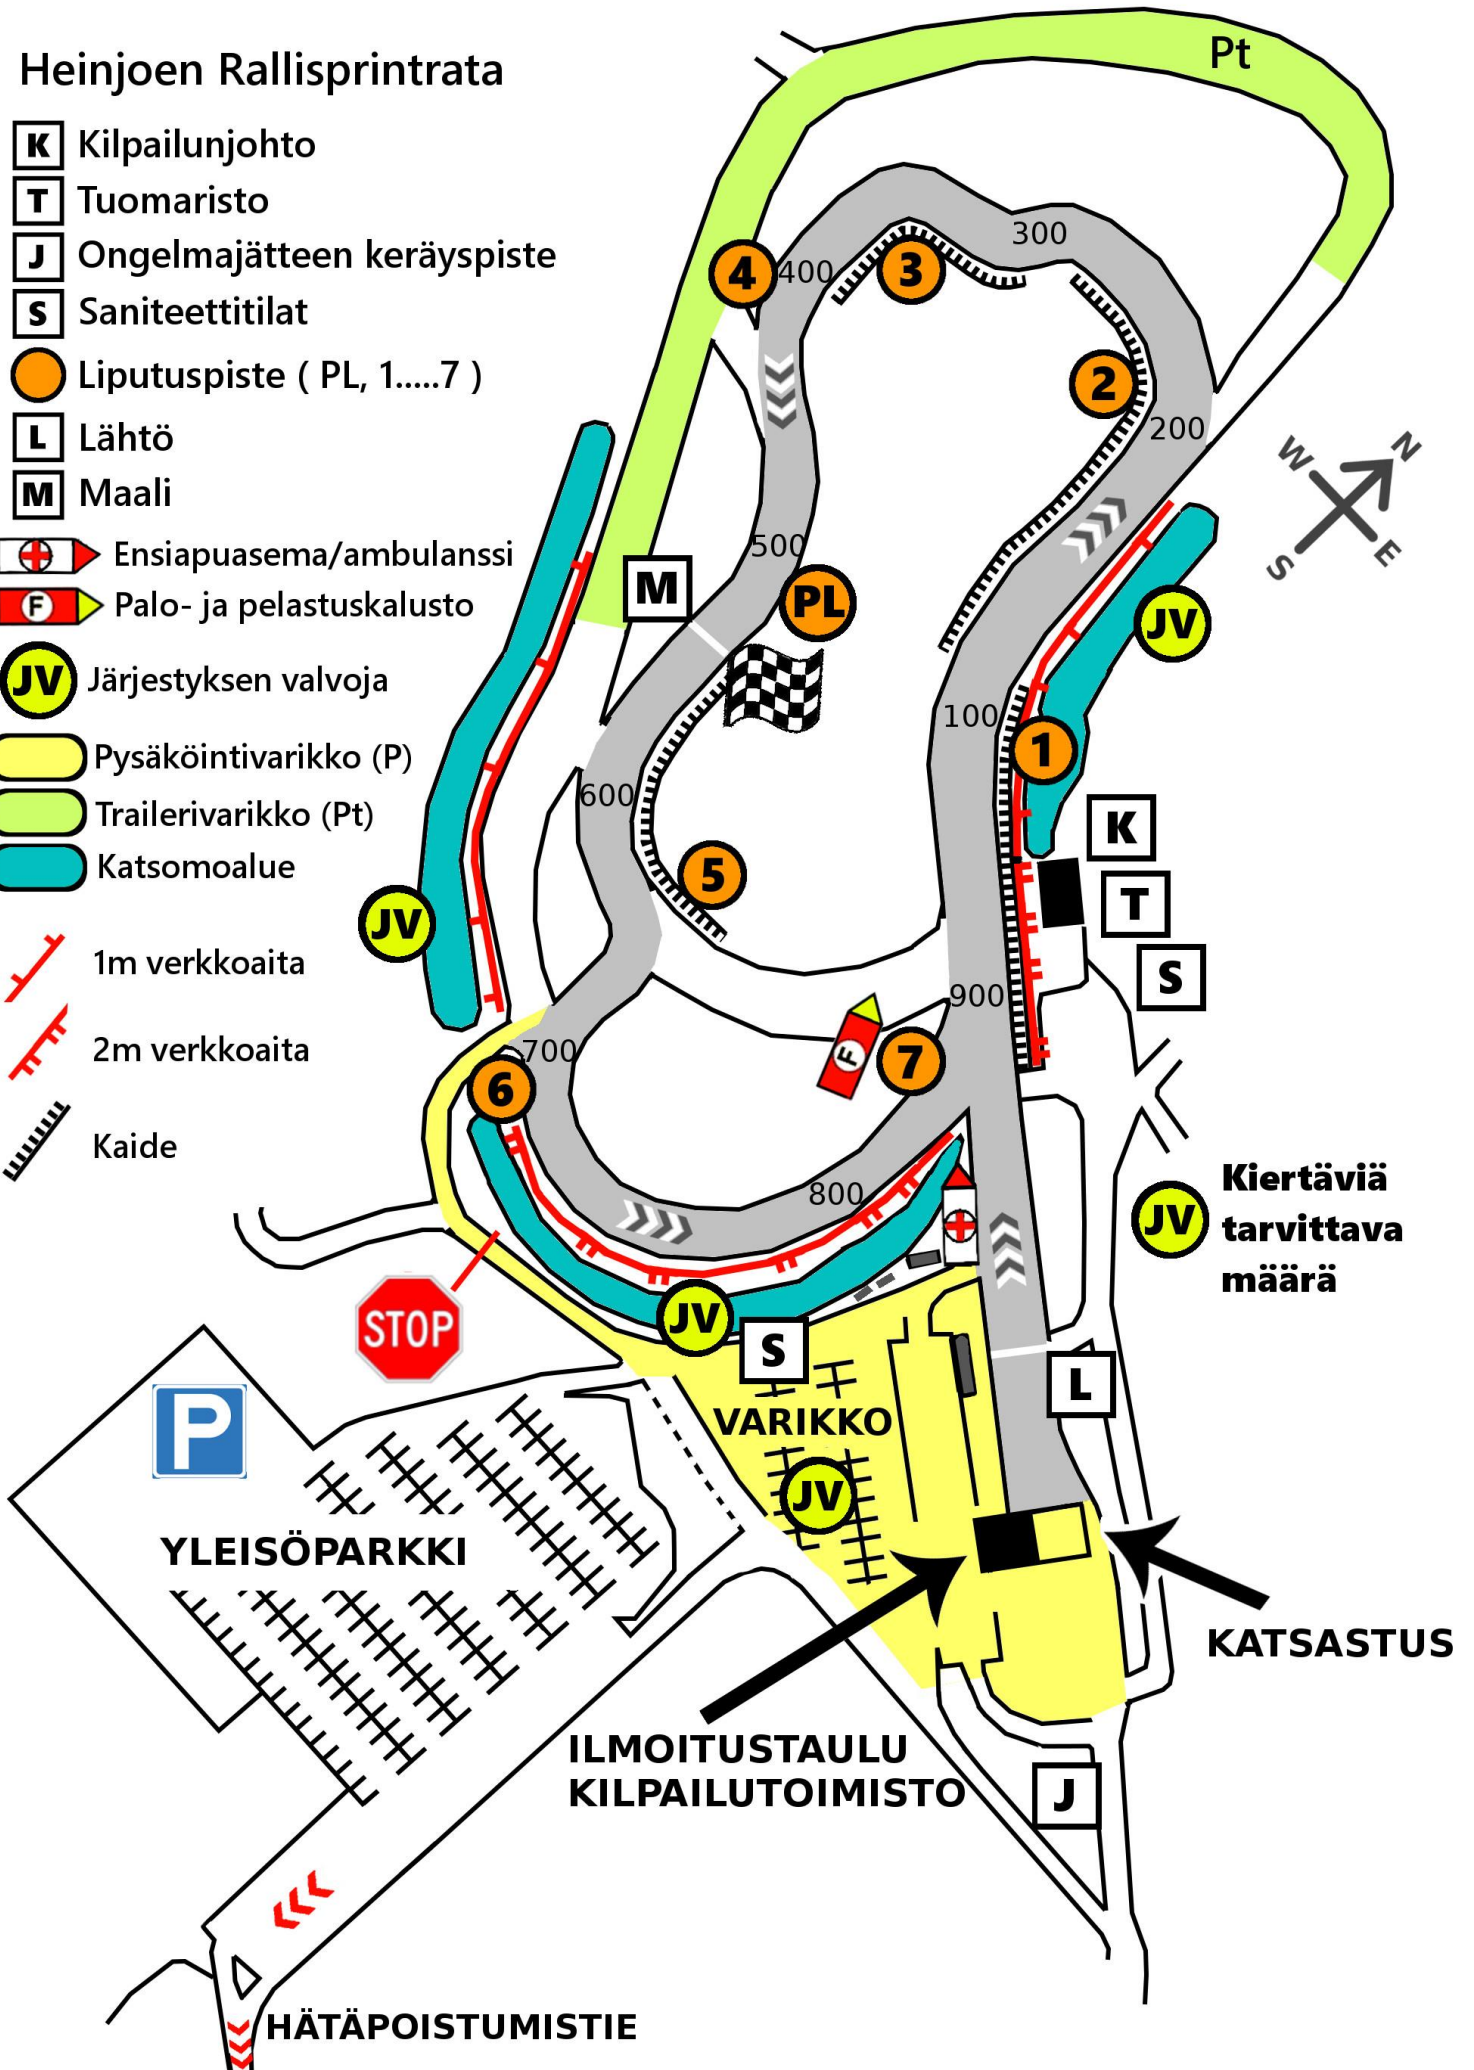 Heinjoen Rallisprintrata
K Kilpailunjohto
T Tuomaristo
J Ongelmajätteen keräyspiste
S Saniteettitilat
Liputuspiste ( PL, 1.....7 )
L Lähtö
M Maali
Ensiapuasema/ambulanssi
F Palo- ja pelastuskalusto
JV Järjestyksen valvoja
Pysäköintivarikko (P)
Trailerivarikko (Pt)
Katsomoalue
1m verkkoaita
2m verkkoaita
Kaide
Pt
300
4
400
3
2
200
W
N
S
E
500
M
PL
JV
100
1
600
K
5
T
JV
S
900
700
F
7
6
800
JV
Kiertäviä
tarvittava
määrä
STOP
JV
S
L
P
VARIKKO
JV
YLEISÖPARKKI
KATSASTUS
ILMOITUSTAULU
KILPAILUTOIMISTO
J
HÄTÄPOISTUMISTIE